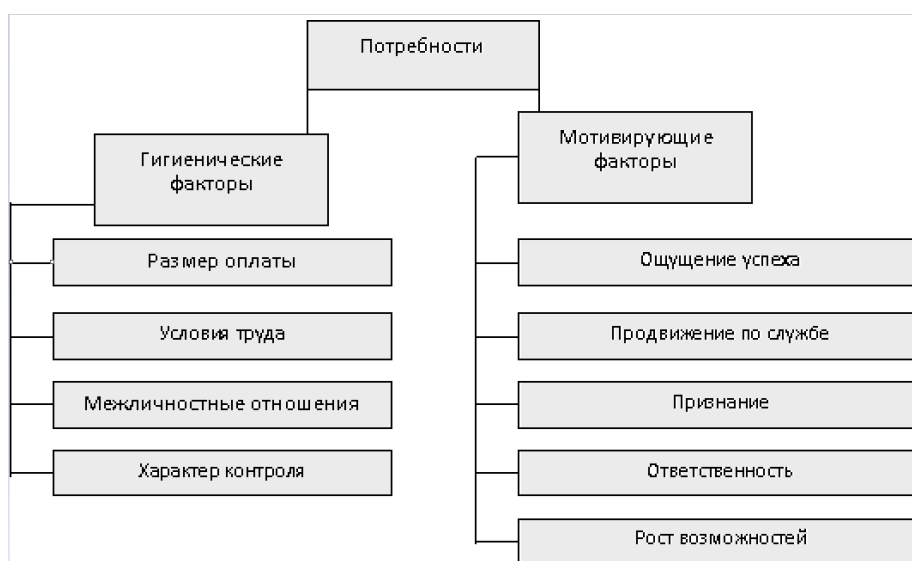 Потребности
Гигиенические
факторы
Размер оплаты
Условия труда
Межличностные отношения
Характер контроля
Мотивирующие
факторы
Ощущение успеха
Продвижение по службе
Признание
Ответственность
Рост возможностей